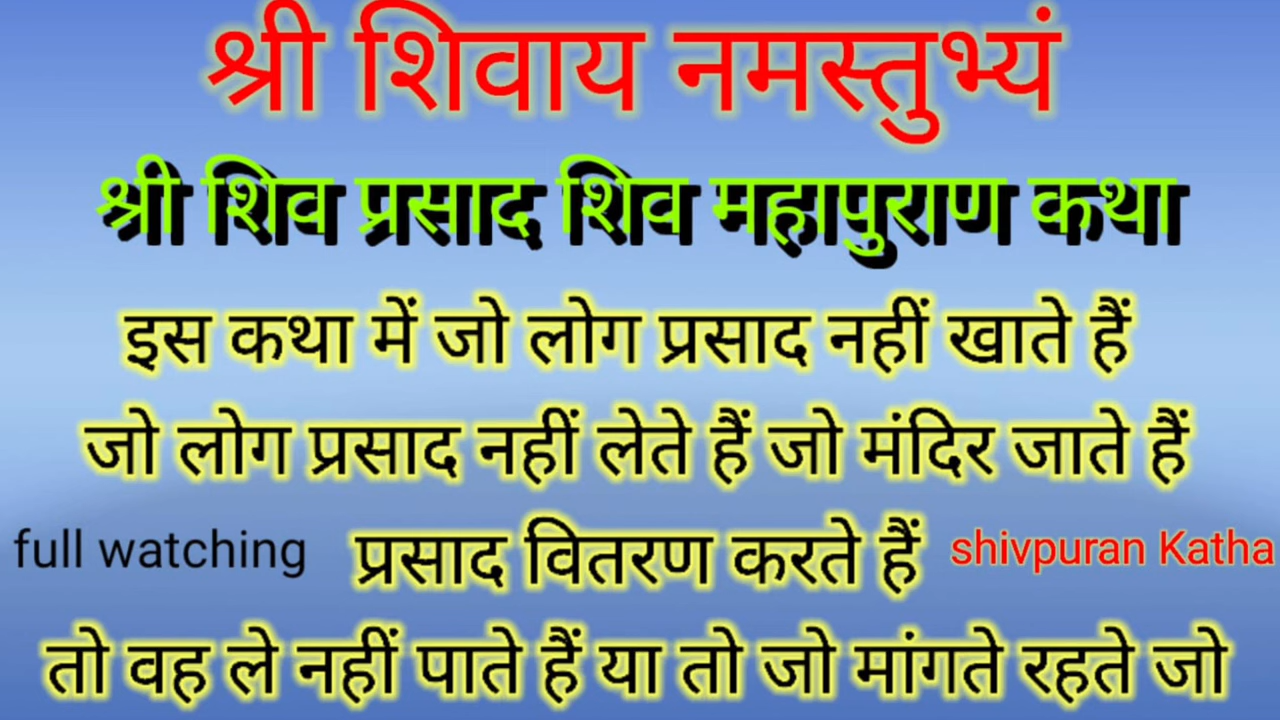 श्री शिवाय नमस्तुभ्यं
श्री शिव प्रसाद शिव महापुराण कथा
इस कथा में जो लोग प्रसाद नहीं खाते हैं
जो लोग प्रसाद नहीं लेते हैं जो मंदिर जाते हैं
full watching प्रसाद वितरण करते हैं shivpuran Katha
तो वह ले नहीं पाते हैं या तो जो मांगते रहते जो